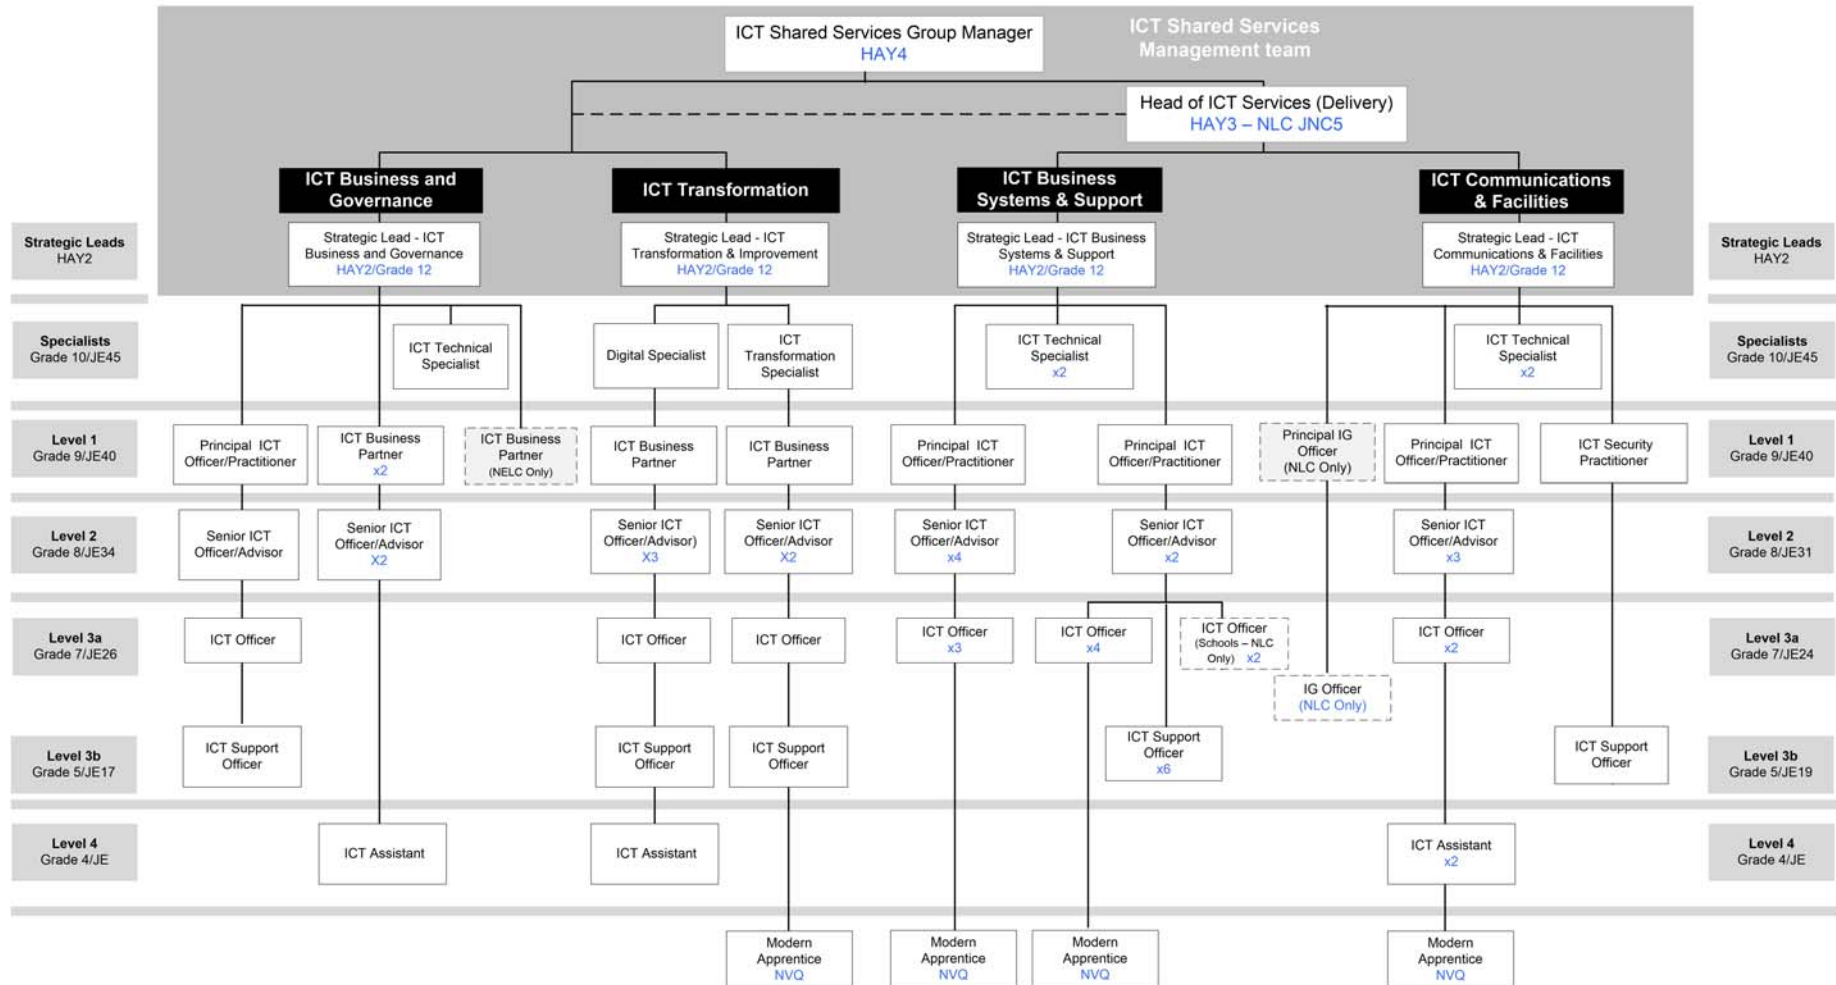 ICT Shared Services Group Manager
HAY4
ICT Shared Services
Management team
Head of ICT Services (Delivery)
HAY3 – NLC JNC5
ICT Business and
Governance
ICT Transformation
ICT Business
Systems & Support
ICT Communications
& Facilities
Strategic Leads
HAY2
Strategic Lead - ICT
Business and Governance
HAY2/Grade 12
Strategic Lead - ICT
Transformation & Improvement
HAY2/Grade 12
Strategic Lead - ICT Business
Systems & Support
HAY2/Grade 12
Strategic Lead - ICT
Communications & Facilities
HAY2/Grade 12
Strategic Leads
HAY2
Specialists
Grade 10/JE45
ICT Technical
Specialist
Digital Specialist
ICT
Transformation
Specialist
ICT Technical
Specialist
x2
ICT Technical
Specialist
x2
Specialists
Grade 10/JE45
Level 1
Grade 9/JE40
Principal ICT
Officer/Practitioner
ICT Business
Partner
x2
ICT Business
Partner
(NELC Only)
ICT Business
Partner
ICT Business
Partner
Principal ICT
Officer/Practitioner
Principal ICT
Officer/Practitioner
Principal IG
Officer
(NLC Only)
Principal ICT
Officer/Practitioner
ICT Security
Practitioner
Level 1
Grade 9/JE40
Level 2
Grade 8/JE34
Senior ICT
Officer/Advisor
Senior ICT
Officer/Advisor
X2
Senior ICT
Officer/Advisor)
X3
Senior ICT
Officer/Advisor
X2
Senior ICT
Officer/Advisor
x4
Senior ICT
Officer/Advisor
x2
Senior ICT
Officer/Advisor
x3
Level 2
Grade 8/JE31
Level 3a
Grade 7/JE26
ICT Officer
ICT Officer
ICT Officer
ICT Officer
x3
ICT Officer
x4
ICT Officer
(Schools – NLC
Only) x2
ICT Officer
x2
Level 3a
Grade 7/JE24
IG Officer
(NLC Only)
Level 3b
Grade 5/JE17
ICT Support
Officer
ICT Support
Officer
ICT Support
Officer
ICT Support
Officer
x6
ICT Support
Officer
Level 3b
Grade 5/JE19
Level 4
Grade 4/JE
ICT Assistant
ICT Assistant
ICT Assistant
x2
Level 4
Grade 4/JE
Modern
Apprentice
NVQ
Modern
Apprentice
NVQ
Modern
Apprentice
NVQ
Modern
Apprentice
NVQ